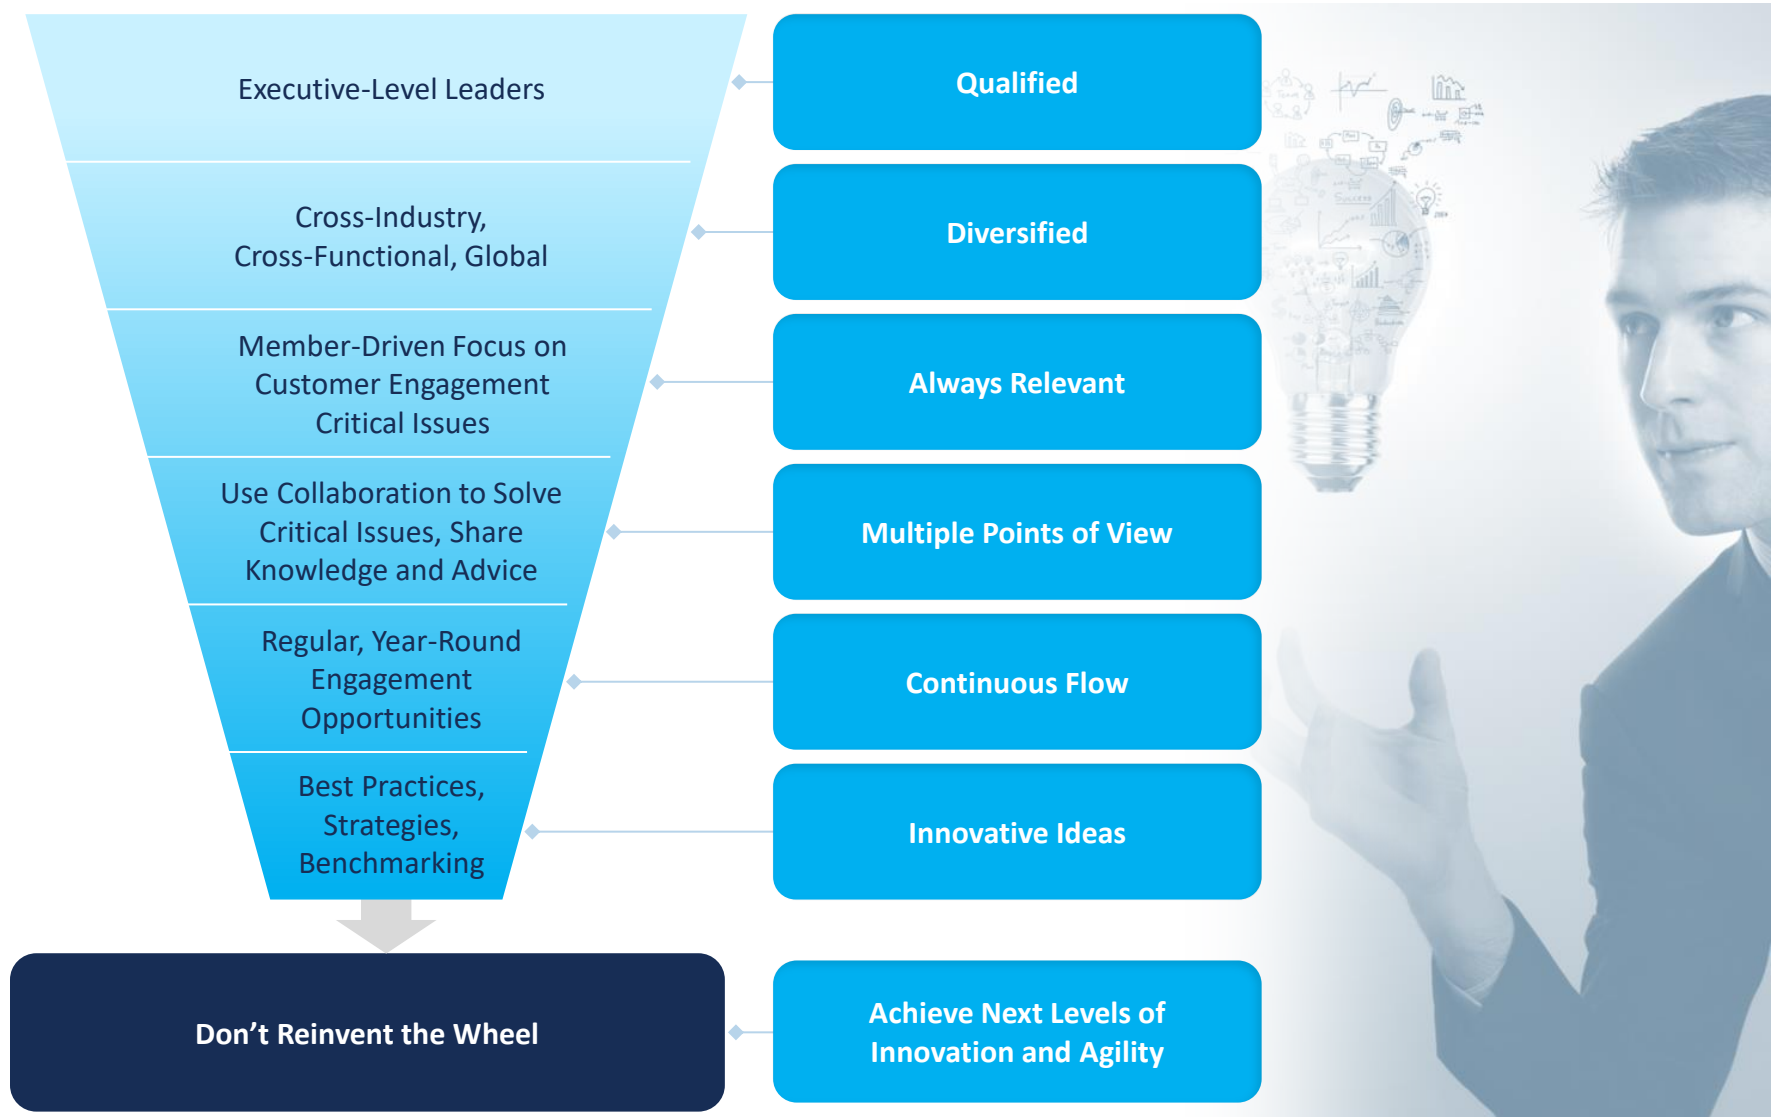 Executive-Level Leaders
Qualified
Cross-Industry,
Cross-Functional, Global
Diversified
Member-Driven Focus on
Customer Engagement
Critical Issues
Always Relevant
Use Collaboration to Solve
Critical Issues, Share
Knowledge and Advice
Multiple Points of View
Regular, Year-Round
Engagement
Opportunities
Continuous Flow
Best Practices,
Strategies,
Benchmarking
Innovative Ideas
Don’t Reinvent the Wheel
Achieve Next Levels of
Innovation and Agility
Team
Success